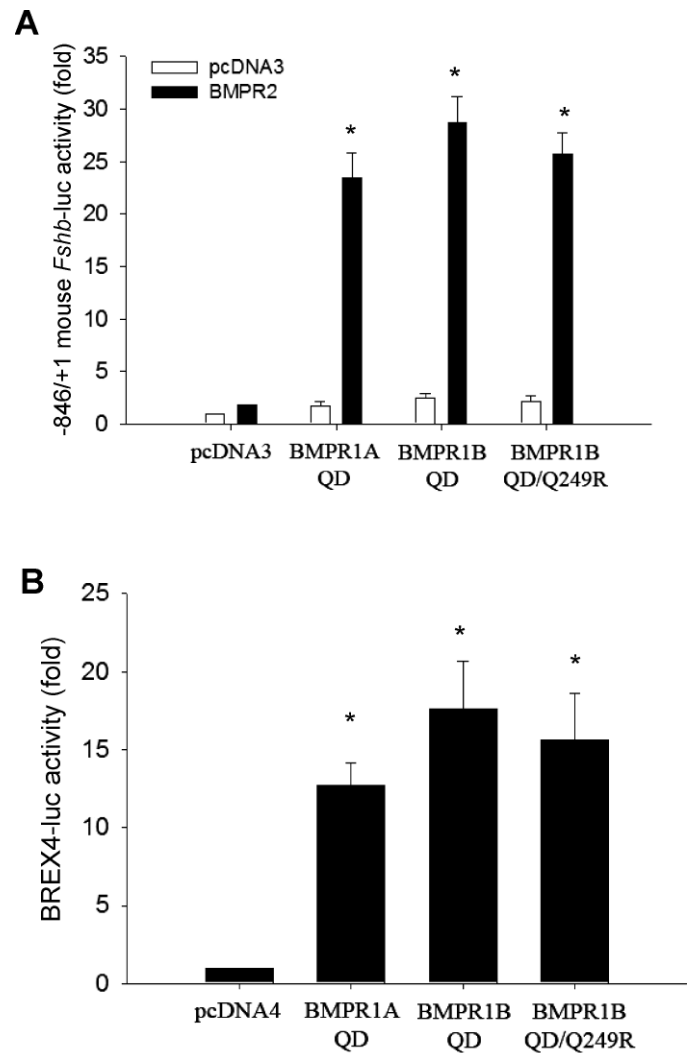 A
-846/+1 mouse Fshb-luc activity (fold)
pcDNA3
BMPR2
35
30
25
20
15
10
5
0
*
*
*
pcDNA3
BMPR1A
QD
BMPR1B
QD
BMPR1B
QD/Q249R
B
BREX4-luc activity (fold)
25
20
15
10
5
0
*
*
*
pcDNA4
BMPR1A
QD
BMPR1B
QD
BMPR1B
QD/Q249R